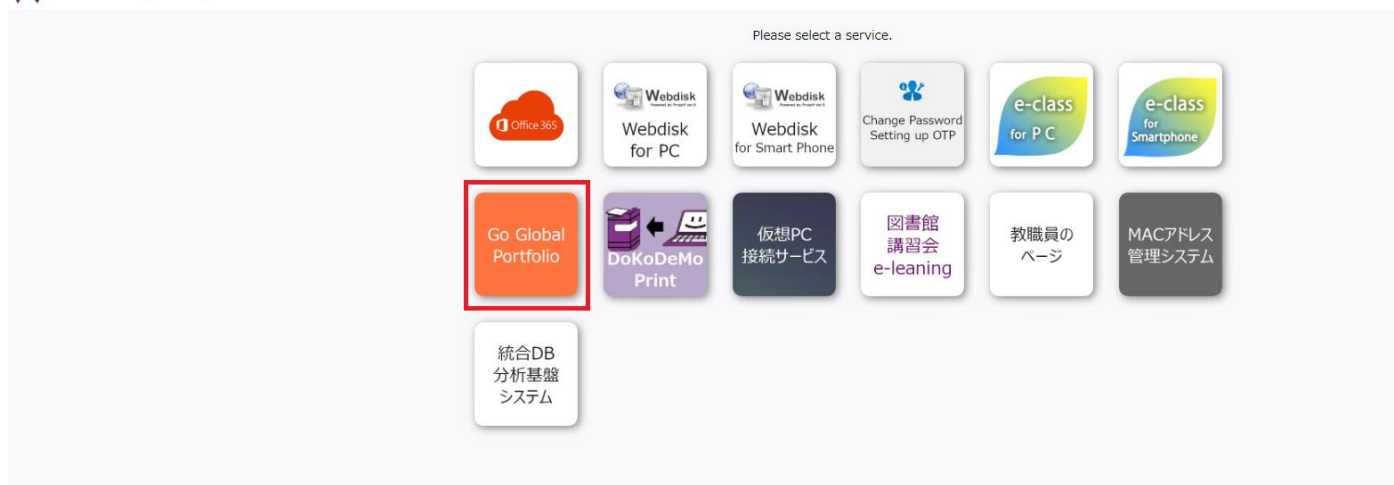 Please select a service.
Office 365
Webdisk
Webdisk
for PC
Webdisk
Webdisk
for Smart Phone
Change Password
Setting up OTP
e-class
for PC
e-class
for
Smartphone
Go Global
Portfolio
DoKoDeMo
Print
仮想PC
接続サービス
図書館
講習会
e-leaning
教職員の
ページ
MACアドレス
管理システム
統合DB
分析基盤
システム